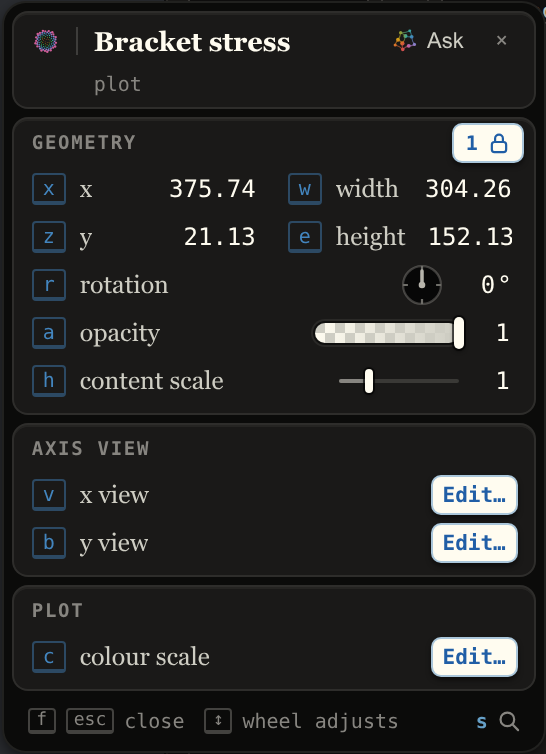 Bracket stress Ask ×
plot
GEOMETRY 1
x x 375.74 w width 304.26
z y 21.13 e height 152.13
r rotation 0°
a opacity 1
h content scale 1
AXIS VIEW
v x view Edit…
b y view Edit…
PLOT
c colour scale Edit…
f esc close ↕ wheel adjusts s